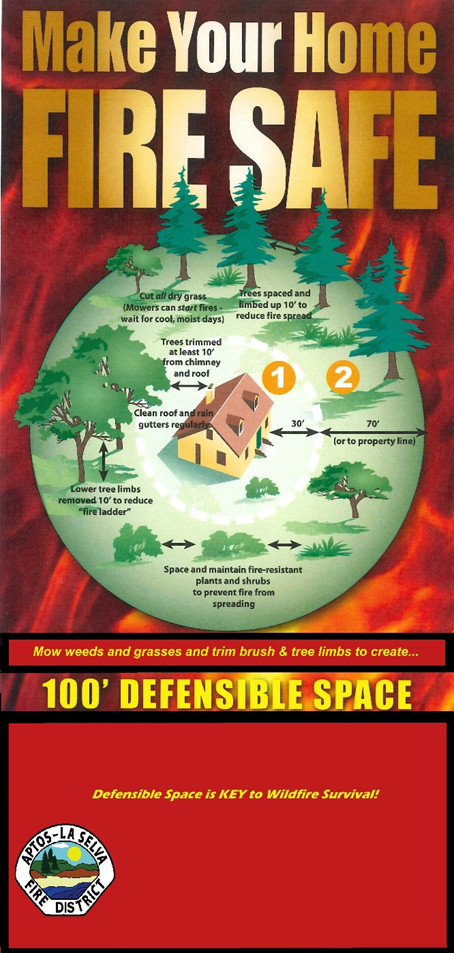 Make Your Home
FIRE SAFE
Cut all dry grass
(Mowers can start fires -
wait for cool, moist days)
Trees spaced and
limbed up 10' to
reduce fire spread
Trees trimmed
at least 10'
from chimney
and roof
1
2
Clean roof and rain
gutters regularly
30'
70'
(or to property line)
Lower tree limbs
removed 10' to reduce
"fire ladder"
Space and maintain fire-resistant
plants and shrubs
to prevent fire from
spreading
Mow weeds and grasses and trim brush & tree limbs to create...
100' DEFENSIBLE SPACE
Defensible Space is KEY to Wildfire Survival!
APTOS-LA SELVA
FIRE DISTRICT